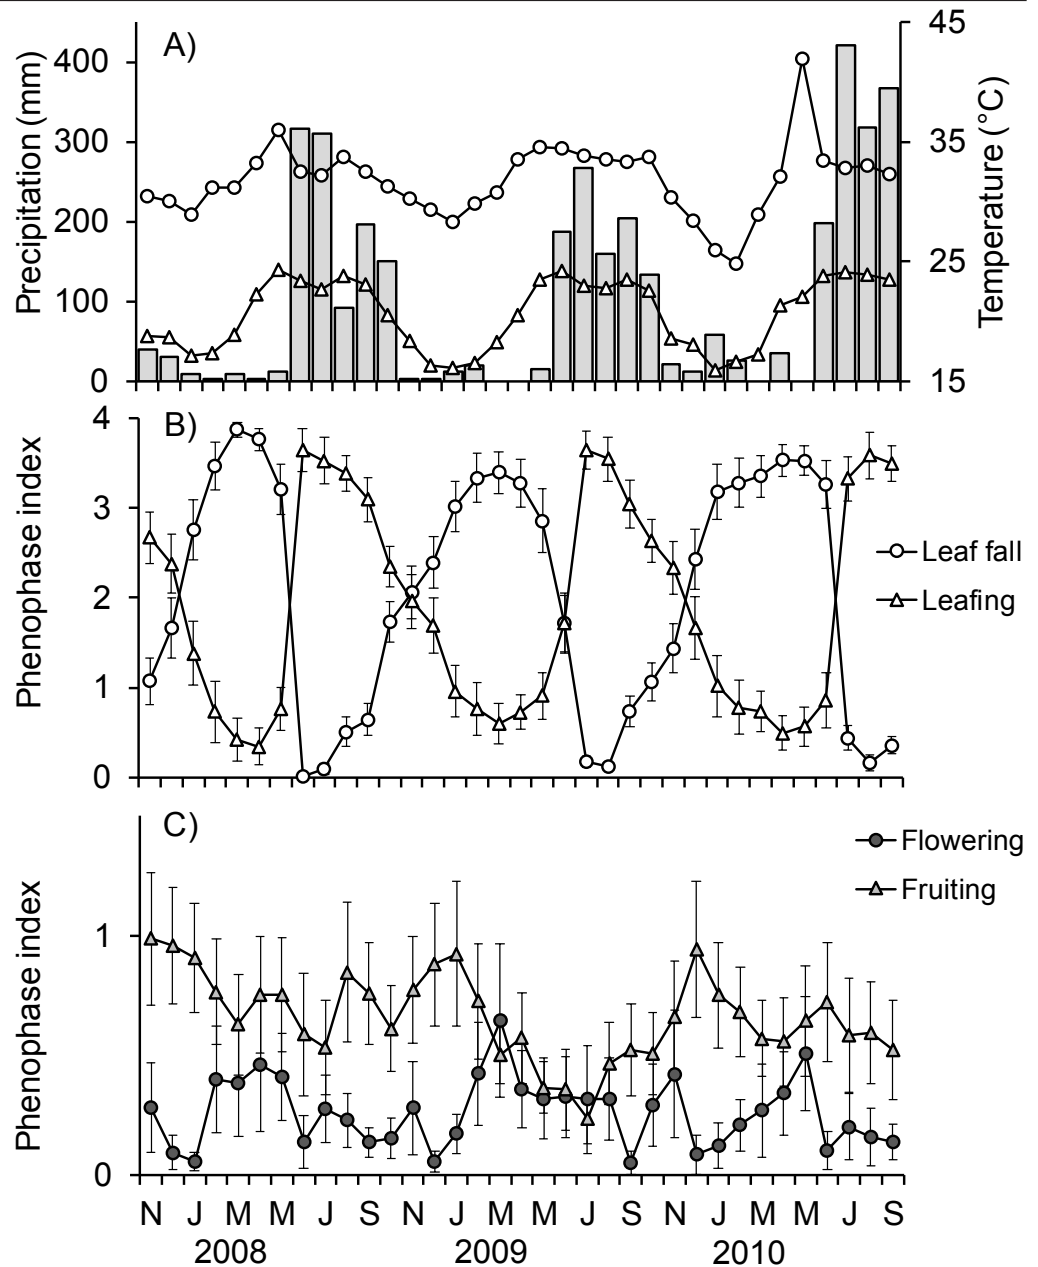 A)
Precipitation (mm)
400
300
200
100
0
45
35
25
15
Temperature (°C)
B)
Phenophase index
4
3
2
1
0
Leaf fall
Leafing
C)
Phenophase index
1
0
Flowering
Fruiting
N J M M J S N J M M J S N J M M J S
2008 2009 2010